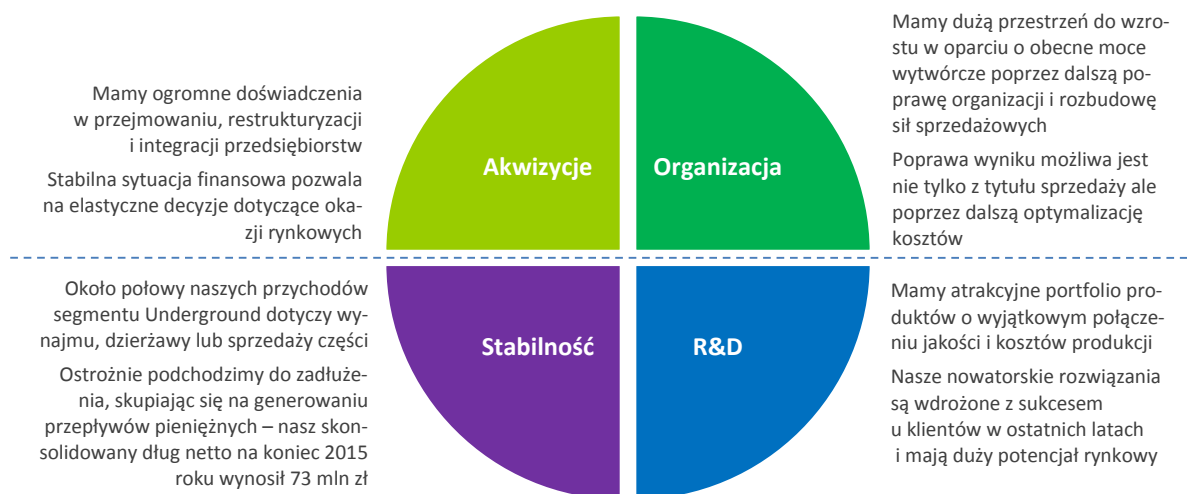 Mamy ogromne doświadczenia
w przejmowaniu, restrukturyzacji
i integracji przedsiębiorstw
Stabilna sytuacja finansowa pozwala
na elastyczne decyzje dotyczące oka-
zji rynkowych
Akwizycje
Organizacja
Mamy dużą przestrzeń do wzro-
stu w oparciu o obecne moce
wytwórcze poprzez dalszą po-
prawę organizacji i rozbudowę
sił sprzedażowych
Poprawa wyniku możliwa jest
nie tylko z tytułu sprzedaży ale
poprzez dalszą optymalizację
kosztów
Około połowy naszych przychodów
segmentu Underground dotyczy wy-
najmu, dzierżawy lub sprzedaży części
Ostrożnie podchodzimy do zadłuże-
nia, skupiając się na generowaniu
przepływów pieniężnych – nasz skon-
solidowany dług netto na koniec 2015
roku wynosił 73 mln zł
Stabilność
R&D
Mamy atrakcyjne portfolio pro-
duktów o wyjątkowym połącze-
niu jakości i kosztów produkcji
Nasze nowatorskie rozwiązania
są wdrożone z sukcesem
u klientów w ostatnich latach
i mają duży potencjał rynkowy